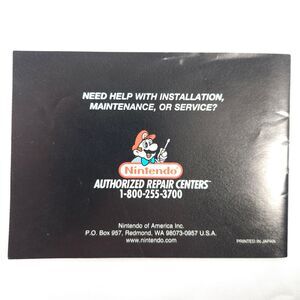 NEED HELP WITH INSTALLATION,
MAINTENANCE, OR SERVICE?
Nintendo
AUTHORIZED REPAIR CENTERS
1-800-255-3700
Nintendo of America Inc.
P.O. Box 957, Redmond, WA 98073-0957 U.S.A.
www.nintendo.com
PRINTED IN JAPAN